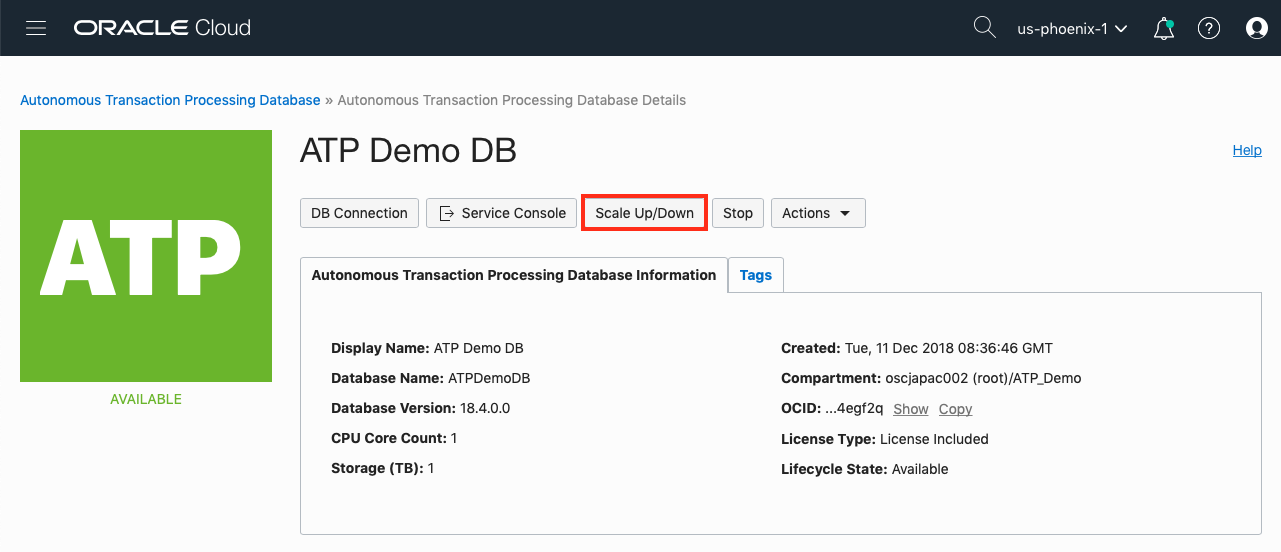 ORACLE Cloud
us-phoenix-1
Autonomous Transaction Processing Database » Autonomous Transaction Processing Database Details
ATP
AVAILABLE
ATP Demo DB
Help
DB Connection Service Console Scale Up/Down Stop Actions
Autonomous Transaction Processing Database Information Tags
Display Name: ATP Demo DB
Database Name: ATPDemoDB
Database Version: 18.4.0.0
CPU Core Count: 1
Storage (TB): 1
Created: Tue, 11 Dec 2018 08:36:46 GMT
Compartment: oscjapac002 (root)/ATP_Demo
OCID: ...4egf2q Show Copy
License Type: License Included
Lifecycle State: Available